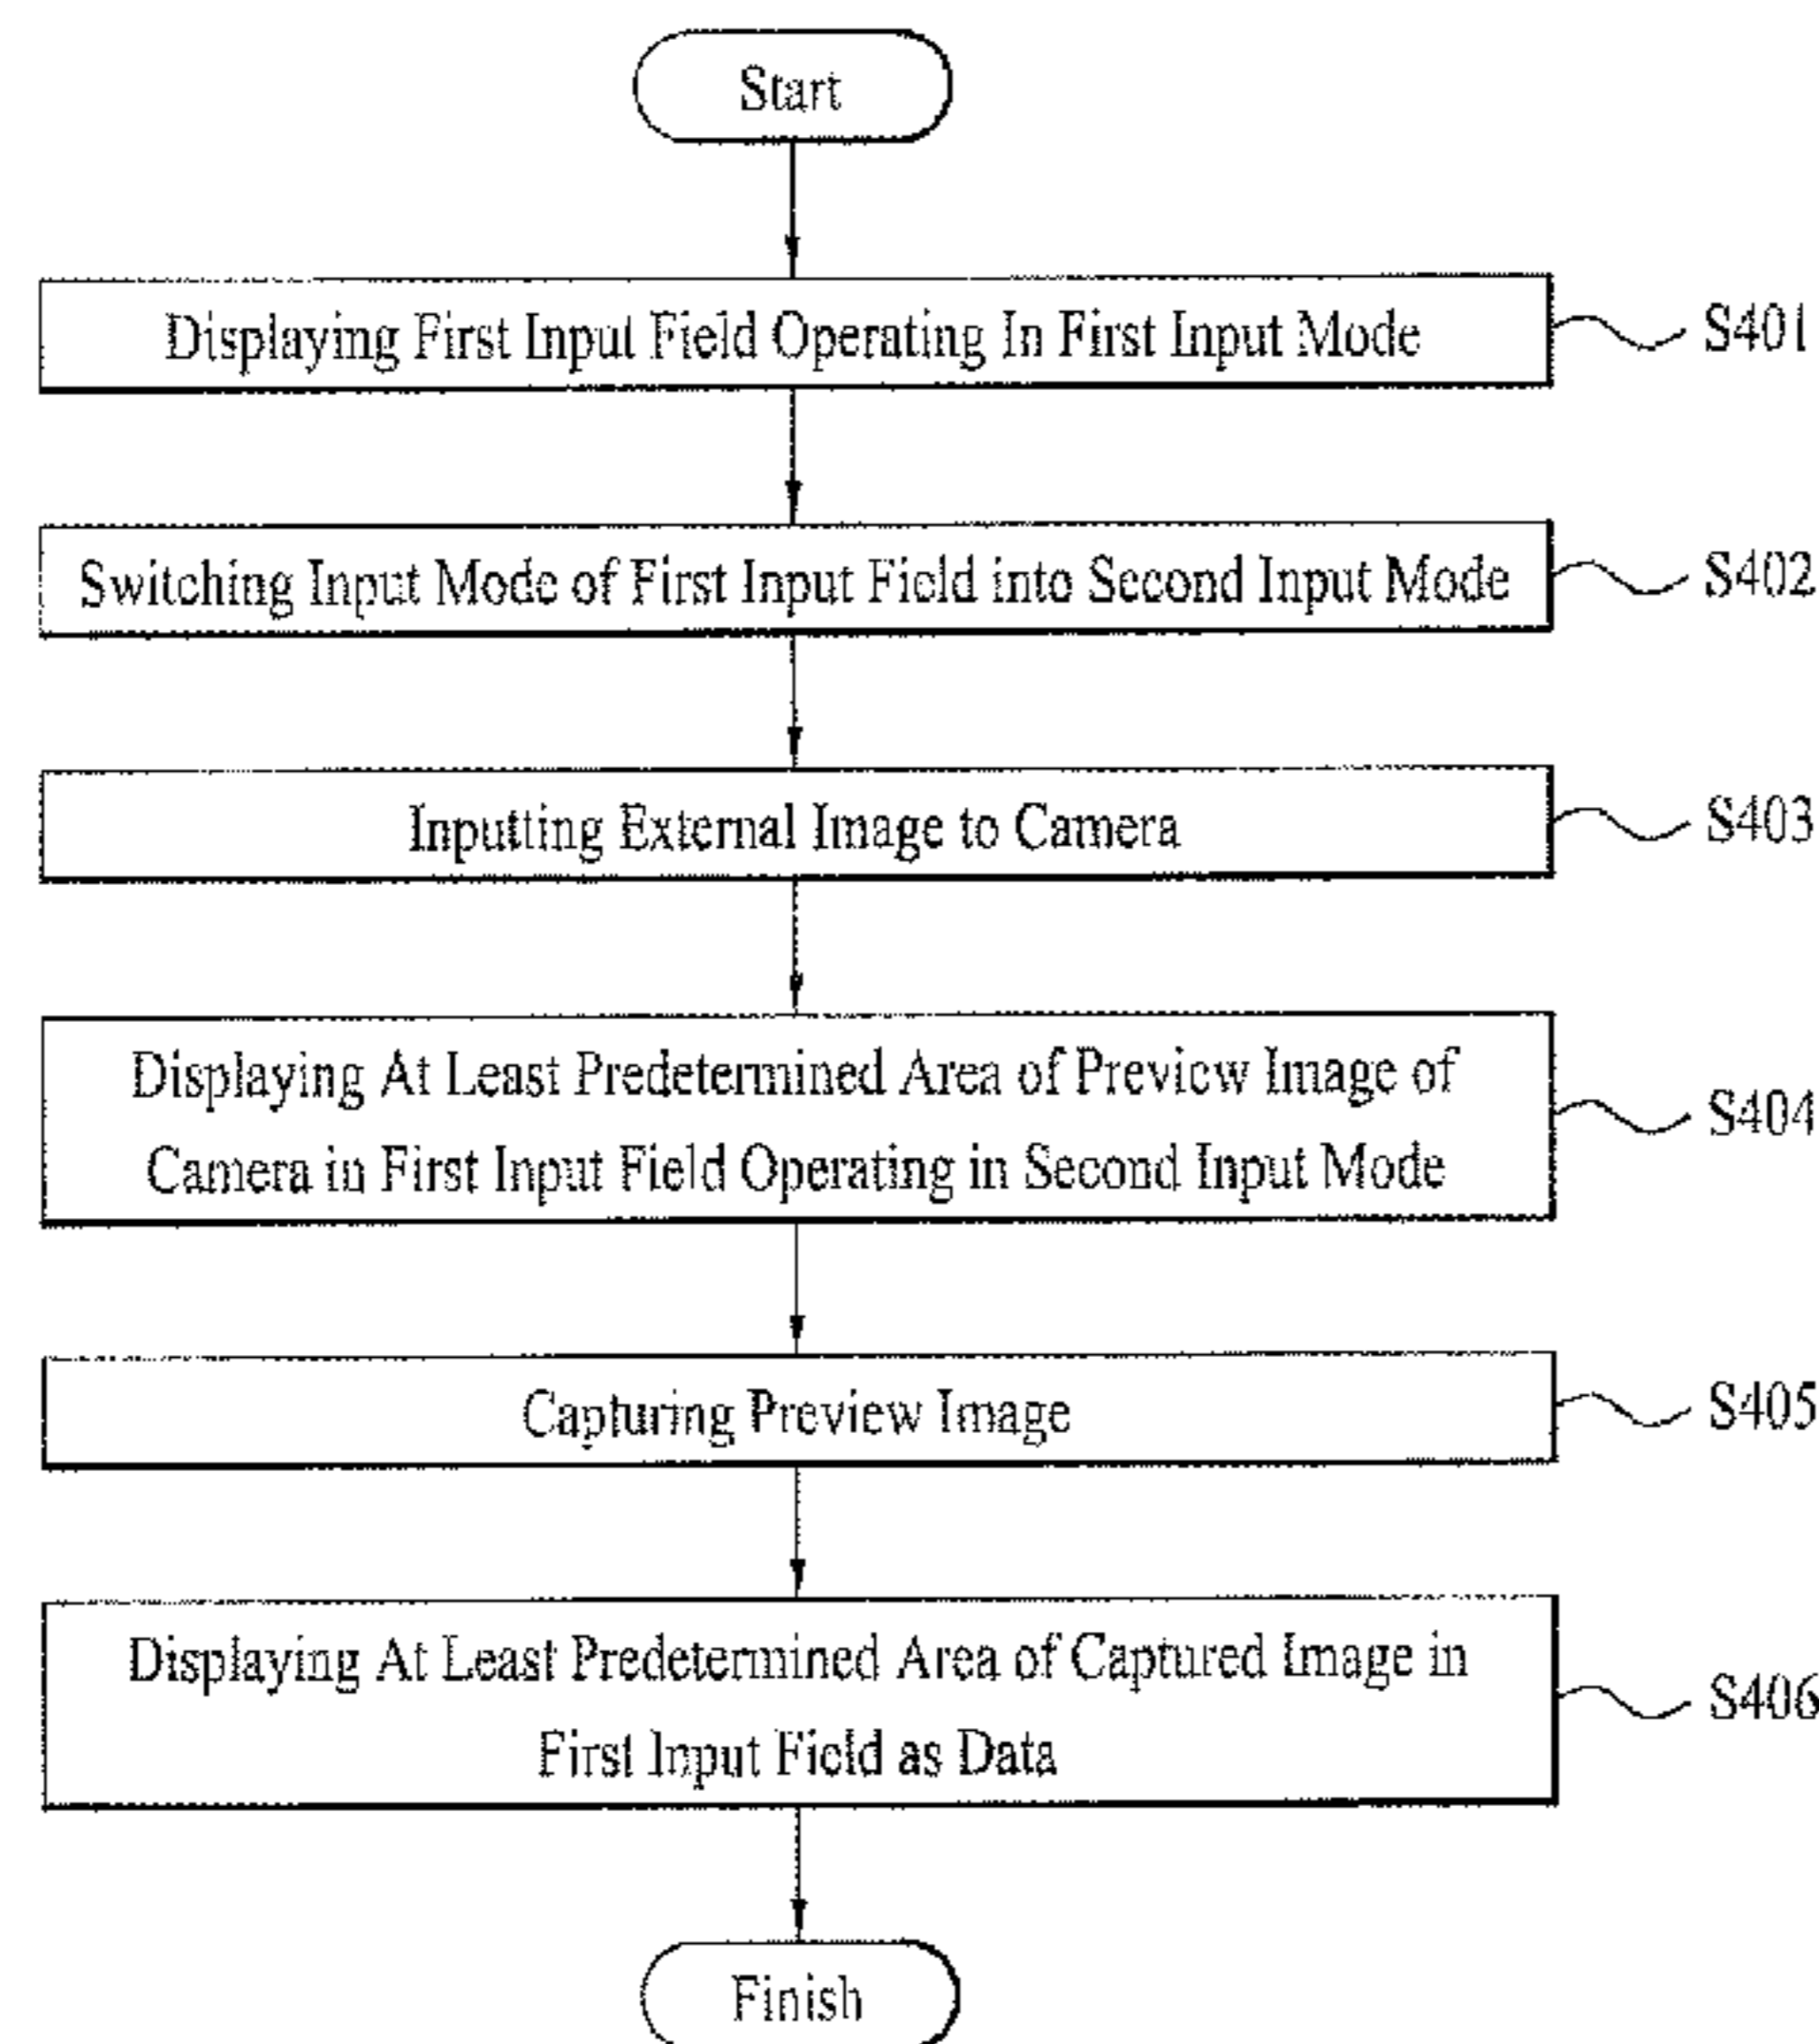 Start
Displaying First Input Field Operating In First Input Mode
S401
Switching Input Mode of First Input Field into Second Input Mode
S402
Inputting External Image to Camera
S403
Displaying At Least Predetermined Area of Preview Image of
Camera in First Input Field Operating in Second Input Mode
S404
Capturing Preview Image
S405
Displaying At Least Predetermined Area of Captured Image in
First Input Field as Data
S406
Finish